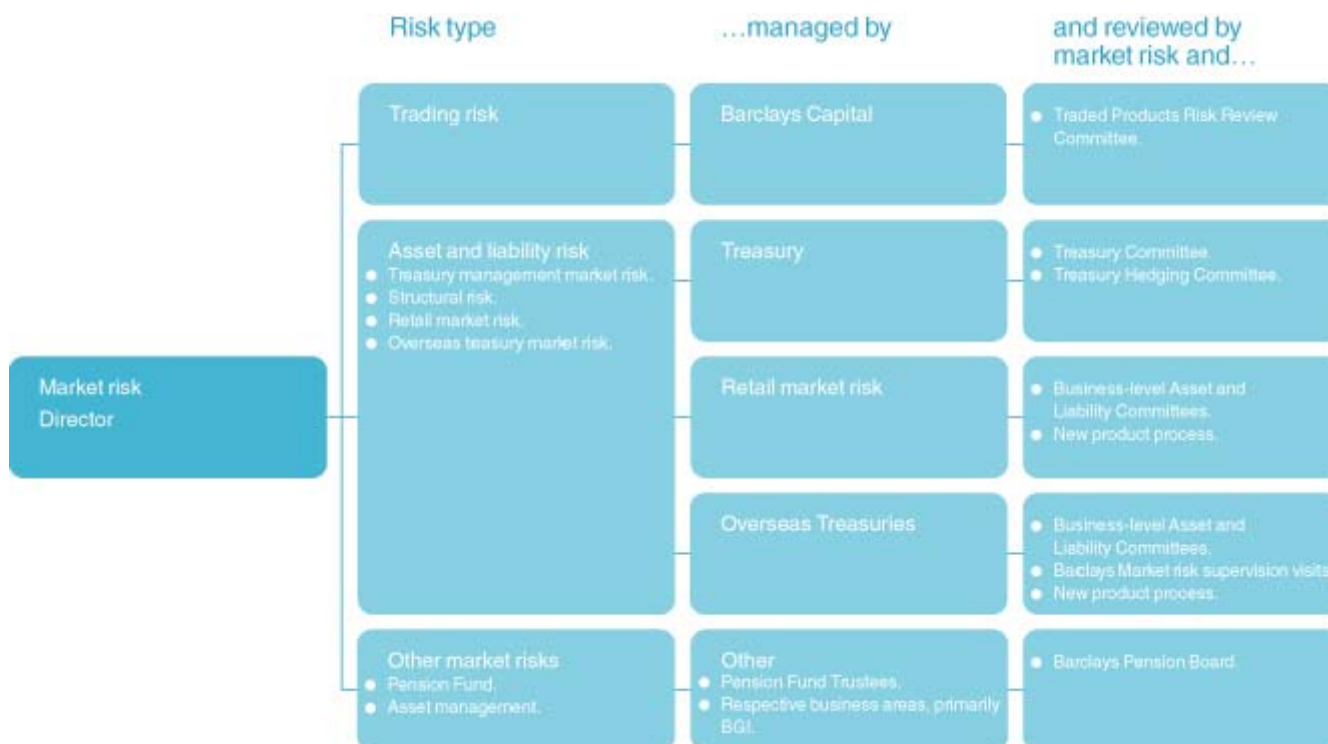 Risk type
…managed by
and reviewed by
market risk and…
Trading risk
Barclays Capital
Traded Products Risk Review
Committee.
Asset and liability risk
Treasury management market risk.
Structural risk.
Retail market risk.
Overseas teasury market risk.
Treasury
Treasury Committee.
Treasury Hedging Committee.
Market risk
Director
Retail market risk
Business-level Asset and
Liability Committees.
New product process.
Overseas Treasuries
Business-level Asset and
Liability Committees.
Baclays Market risk supervision visits
New product process.
Other market risks
Pension Fund.
Asset management.
Other
Pension Fund Trustees.
Respective business areas, primarily
BGI.
Barclays Pension Board.